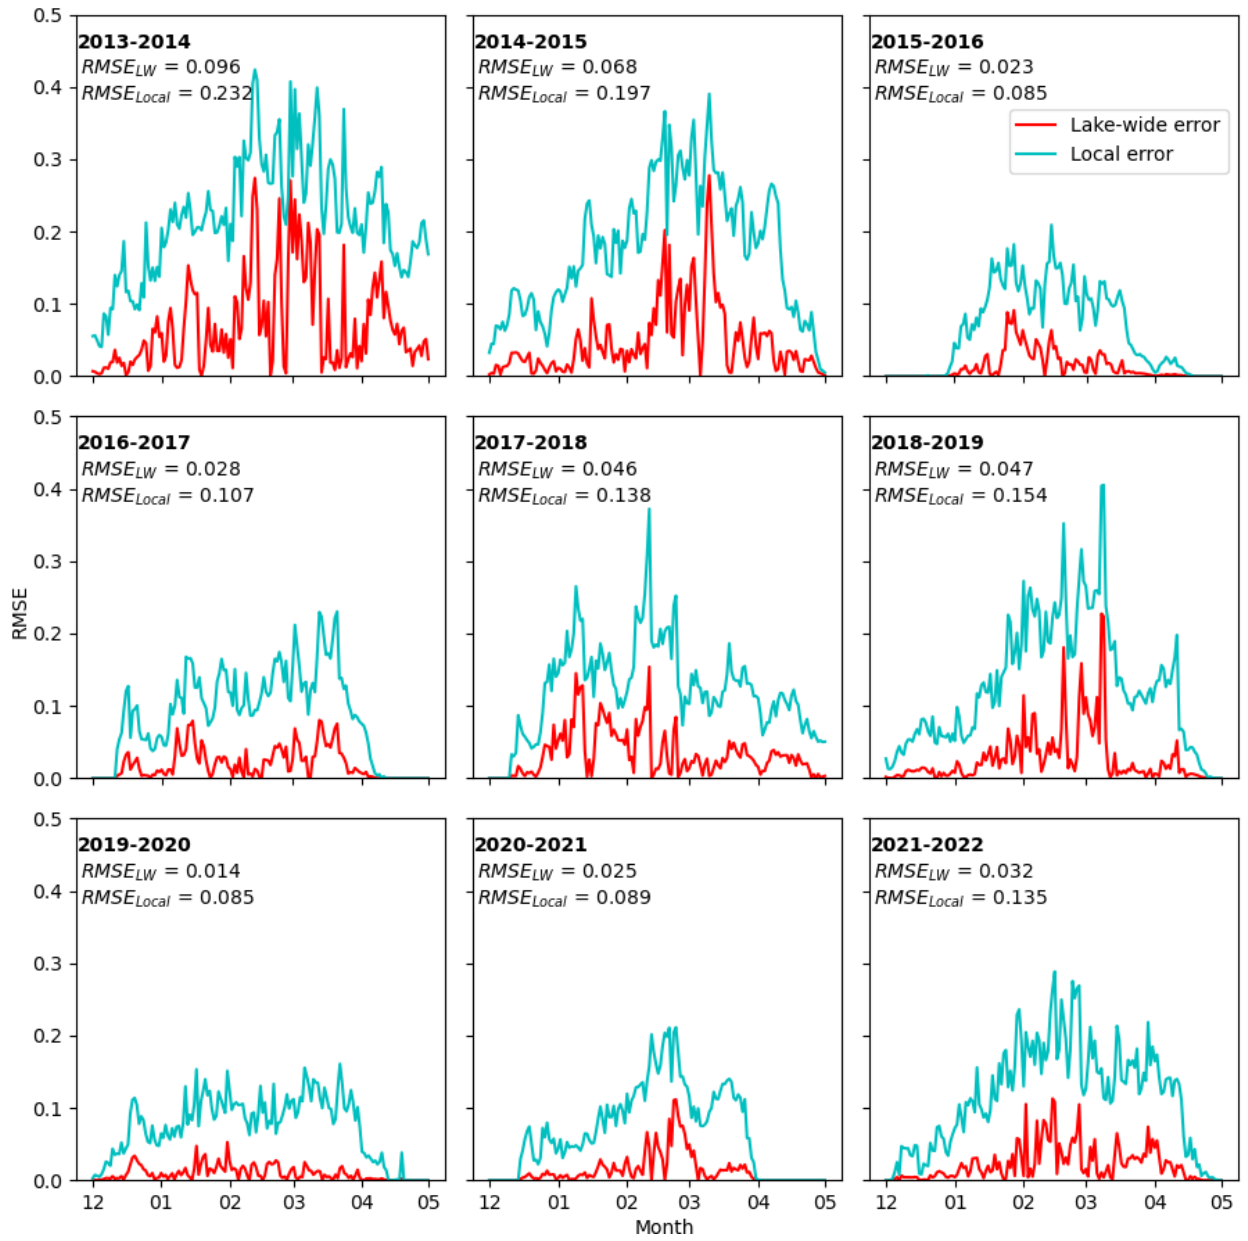 0.5
0.4
0.3
0.2
0.1
0.0
2013-2014
RMSE_LW = 0.096
RMSE_Local = 0.232
2014-2015
RMSE_LW = 0.068
RMSE_Local = 0.197
2015-2016
RMSE_LW = 0.023
RMSE_Local = 0.085
Lake-wide error
Local error
RMSE
0.5
0.4
0.3
0.2
0.1
0.0
2016-2017
RMSE_LW = 0.028
RMSE_Local = 0.107
2017-2018
RMSE_LW = 0.046
RMSE_Local = 0.138
2018-2019
RMSE_LW = 0.047
RMSE_Local = 0.154
0.5
0.4
0.3
0.2
0.1
0.0
2019-2020
RMSE_LW = 0.014
RMSE_Local = 0.085
2020-2021
RMSE_LW = 0.025
RMSE_Local = 0.089
2021-2022
RMSE_LW = 0.032
RMSE_Local = 0.135
12 01 02 03 04 05
12 01 02 03 04 05
12 01 02 03 04 05
Month